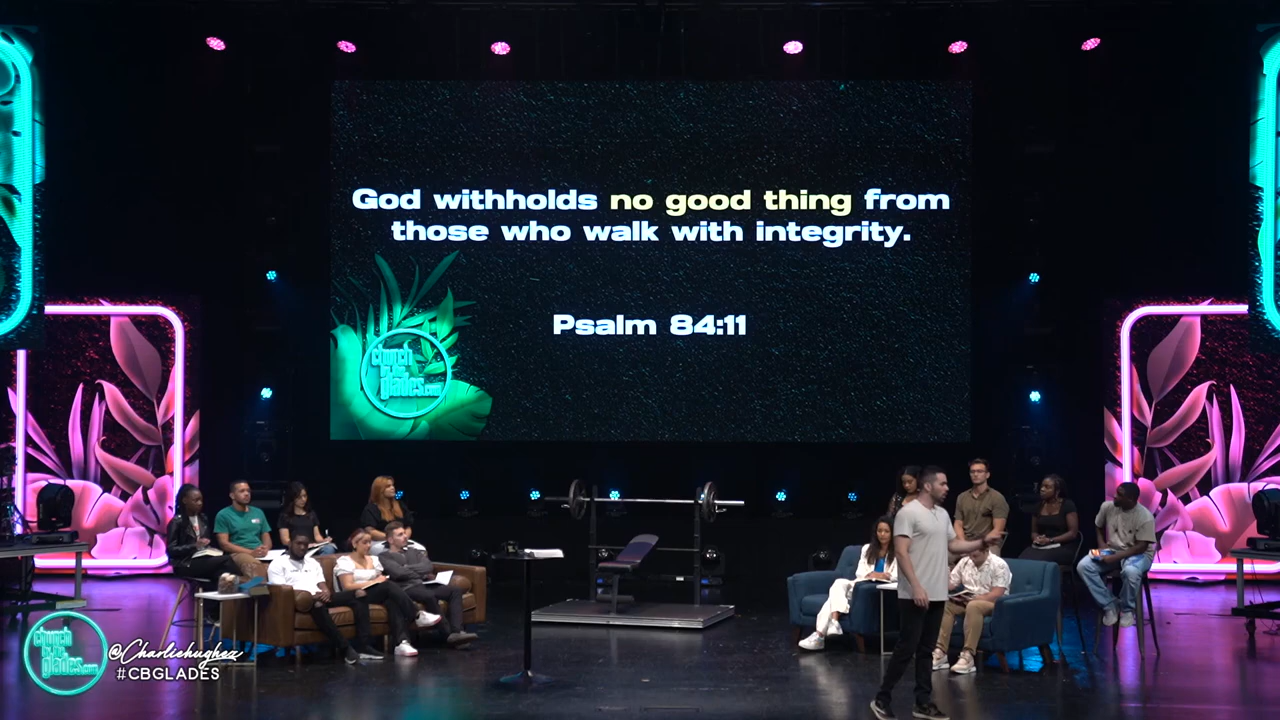 God withholds no good thing from
those who walk with integrity.
Psalm 84:11
church
by the
glades.com
church
by the
glades.com
@Charliehughez
#CBGLADES